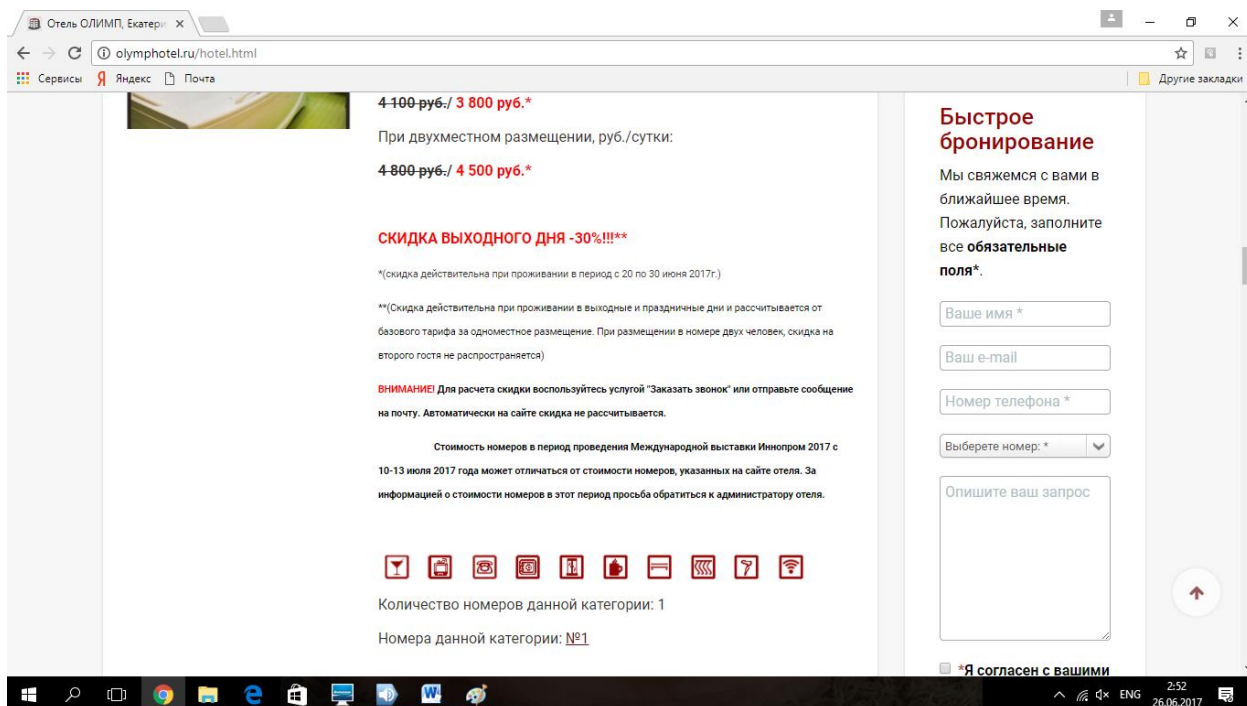 Отель ОЛИМП, Екатери
olymphotel.ru/hotel.html
Сервисы
Яндекс
Почта
Другие закладки
4 100 руб./ 3 800 руб.*
При двухместном размещении, руб./сутки:
4 800 руб./ 4 500 руб.*
СКИДКА ВЫХОДНОГО ДНЯ -30%!!!**
*(скидка действительна при проживании в период с 20 по 30 июня 2017г.)
**(Скидка действительна при проживании в выходные и праздничные дни и рассчитывается от
базового тарифа за одноместное размещение. При размещении в номере двух человек, скидка на
второго гостя не распространяется)
ВНИМАНИЕ! Для расчета скидки воспользуйтесь услугой "Заказать звонок" или отправьте сообщение
на почту. Автоматически на сайте скидка не рассчитывается.
Стоимость номеров в период проведения Международной выставки Иннопром 2017 с
10-13 июля 2017 года может отличаться от стоимости номеров, указанных на сайте отеля. За
информацией о стоимости номеров в этот период просьба обратиться к администратору отеля.
Количество номеров данной категории: 1
Номера данной категории: №1
Быстрое
бронирование
Мы свяжемся с вами в
ближайшее время.
Пожалуйста, заполните
все обязательные
поля*.
Ваше имя *
Ваш e-mail
Номер телефона *
Выберете номер: *
Опишите ваш запрос
*Я согласен с вашими
ENG
2:52
26.06.2017